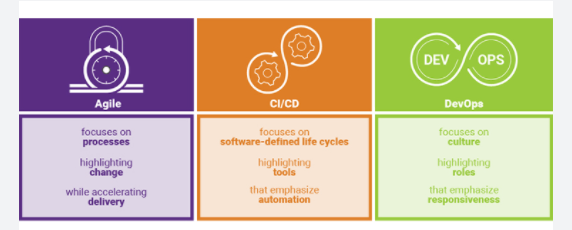 DEV OPS
Agile
CI/CD
DevOps
focuses on
processes
highlighting
change
while accelerating
delivery
focuses on
software-defined life cycles
highlighting
tools
that emphasize
automation
focuses on
culture
highlighting
roles
that emphasize
responsiveness